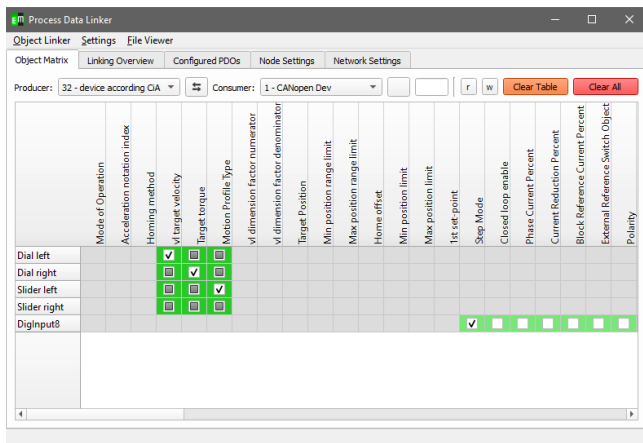 EM Process Data Linker
Object Linker Settings File Viewer
Object Matrix Linking Overview Configured PDOs Node Settings Network Settings
Producer: 32 - device according CiA Consumer: 1 - CANopen Dev r w Clear Table Clear All
Mode of Operation
Acceleration notation index
Homing method
vl target velocity
Target torque
Motion Profile Type
vl dimension factor numerator
vl dimension factor denominator
Target Position
Min position range limit
Max position range limit
Home offset
Min position limit
Max position limit
1st set-point
Step Mode
Closed loop enable
Phase Current Percent
Current Reduction Percent
Block Reference Current Percent
External Reference Switch Object
Polarity
Dial left
Dial right
Slider left
Slider right
DigInput8